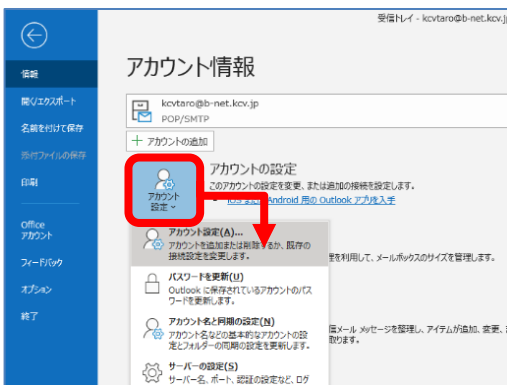 受信トレイ - kcvtaro@b-net.kcv.jp
情報
アカウント情報
開く/エクスポート
kcvtaro@b-net.kcv.jp
POP/SMTP
名前を付けて保存
＋ アカウントの追加
添付ファイルの保存
アカウントの設定
印刷
このアカウントの設定を変更、または追加の接続を設定します。
アカウント
設定
iOS または Android 用の Outlook アプリを入手
Office
アカウント
アカウント設定(A)...
アカウントを追加または削除するか、既存の
接続設定を変更します。
フィードバック
理を利用して、メールボックスのサイズを管理します。
パスワードを更新(U)
Outlook に保存されているアカウントのパス
ワードを更新します。
オプション
終了
アカウント名と同期の設定(N)
アカウント名などの基本的なアカウントの設
定とフォルダーの同期の設定を更新します。
メール メッセージを整理し、アイテムが追加、変更、
取ります。
サーバーの設定(S)
サーバー名、ポート、認証の設定など、ログ